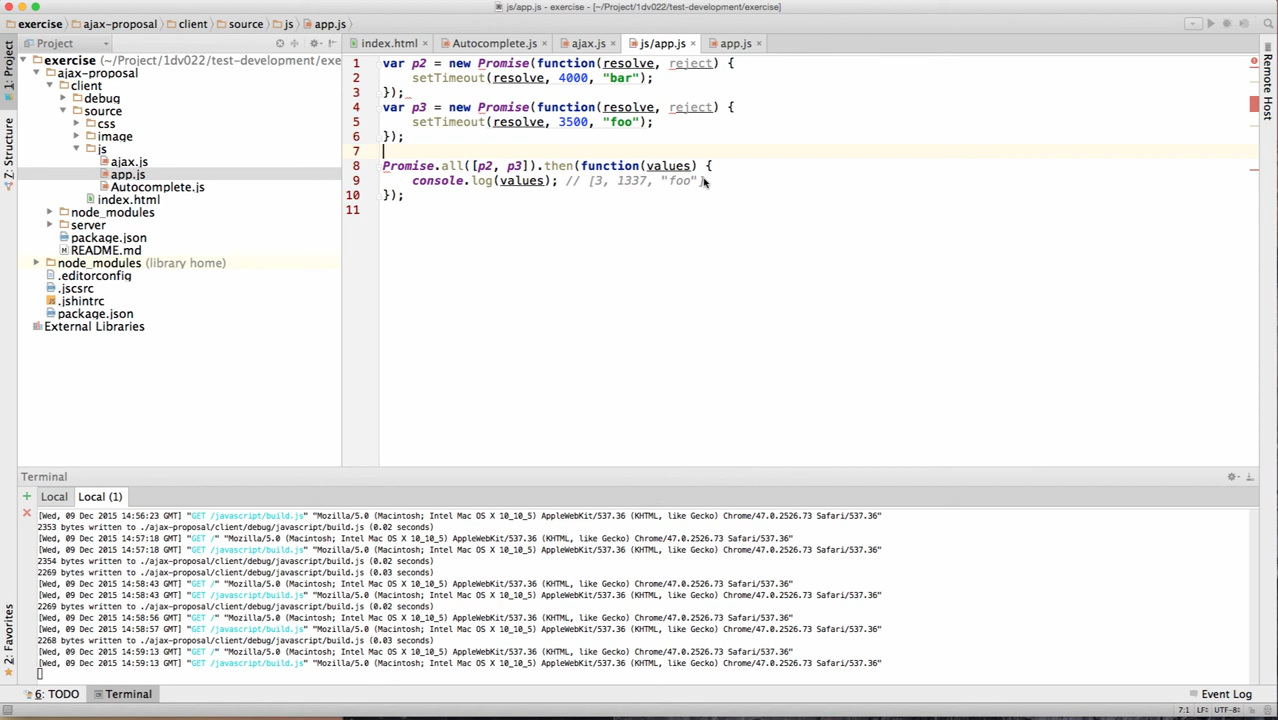 js/app.js - exercise - [~/Project/1dv022/test-development/exercise]
exercise ajax-proposal client source js app.js
Project
index.html Autocomplete.js ajax.js js/app.js app.js
1: Project
Z: Structure
2: Favorites
Remote Host
exercise (~/Project/1dv022/test-development/exe
ajax-proposal
client
debug
source
css
image
js
ajax.js
app.js
Autocomplete.js
index.html
node_modules
server
package.json
README.md
node_modules (library home)
.editorconfig
.jscsrc
.jshintrc
package.json
External Libraries
1 var p2 = new Promise(function(resolve, reject) {
2 setTimeout(resolve, 4000, "bar");
3 });
4 var p3 = new Promise(function(resolve, reject) {
5 setTimeout(resolve, 3500, "foo");
6 });
7
8 Promise.all([p2, p3]).then(function(values) {
9 console.log(values); // [3, 1337, "foo"]
10 });
11
Terminal
Local Local (1)
[Wed, 09 Dec 2015 14:56:23 GMT] "GET /javascript/build.js" "Mozilla/5.0 (Macintosh; Intel Mac OS X 10_10_5) AppleWebKit/537.36 (KHTML, like Gecko) Chrome/47.0.2526.73 Safari/537.36"
2353 bytes written to ./ajax-proposal/client/debug/javascript/build.js (0.02 seconds)
[Wed, 09 Dec 2015 14:57:18 GMT] "GET /" "Mozilla/5.0 (Macintosh; Intel Mac OS X 10_10_5) AppleWebKit/537.36 (KHTML, like Gecko) Chrome/47.0.2526.73 Safari/537.36"
[Wed, 09 Dec 2015 14:57:18 GMT] "GET /javascript/build.js" "Mozilla/5.0 (Macintosh; Intel Mac OS X 10_10_5) AppleWebKit/537.36 (KHTML, like Gecko) Chrome/47.0.2526.73 Safari/537.36"
2354 bytes written to ./ajax-proposal/client/debug/javascript/build.js (0.02 seconds)
2269 bytes written to ./ajax-proposal/client/debug/javascript/build.js (0.03 seconds)
[Wed, 09 Dec 2015 14:58:43 GMT] "GET /" "Mozilla/5.0 (Macintosh; Intel Mac OS X 10_10_5) AppleWebKit/537.36 (KHTML, like Gecko) Chrome/47.0.2526.73 Safari/537.36"
[Wed, 09 Dec 2015 14:58:43 GMT] "GET /javascript/build.js" "Mozilla/5.0 (Macintosh; Intel Mac OS X 10_10_5) AppleWebKit/537.36 (KHTML, like Gecko) Chrome/47.0.2526.73 Safari/537.36"
2269 bytes written to ./ajax-proposal/client/debug/javascript/build.js (0.02 seconds)
[Wed, 09 Dec 2015 14:58:56 GMT] "GET /" "Mozilla/5.0 (Macintosh; Intel Mac OS X 10_10_5) AppleWebKit/537.36 (KHTML, like Gecko) Chrome/47.0.2526.73 Safari/537.36"
[Wed, 09 Dec 2015 14:58:57 GMT] "GET /javascript/build.js" "Mozilla/5.0 (Macintosh; Intel Mac OS X 10_10_5) AppleWebKit/537.36 (KHTML, like Gecko) Chrome/47.0.2526.73 Safari/537.36"
2268 bytes written to ./ajax-proposal/client/debug/javascript/build.js (0.03 seconds)
[Wed, 09 Dec 2015 14:59:13 GMT] "GET /" "Mozilla/5.0 (Macintosh; Intel Mac OS X 10_10_5) AppleWebKit/537.36 (KHTML, like Gecko) Chrome/47.0.2526.73 Safari/537.36"
[Wed, 09 Dec 2015 14:59:13 GMT] "GET /javascript/build.js" "Mozilla/5.0 (Macintosh; Intel Mac OS X 10_10_5) AppleWebKit/537.36 (KHTML, like Gecko) Chrome/47.0.2526.73 Safari/537.36"
6: TODO Terminal Event Log
7:1 LF÷ UTF-8÷